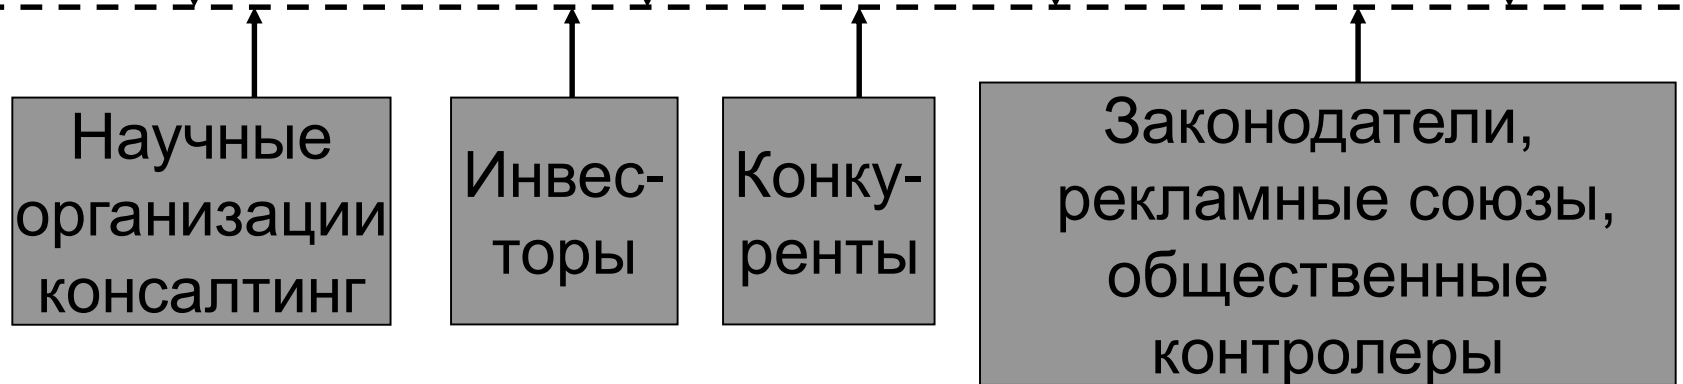 Научные
организации
консалтинг
Инвес-
торы
Конку-
ренты
Законодатели,
рекламные союзы,
общественные
контролеры